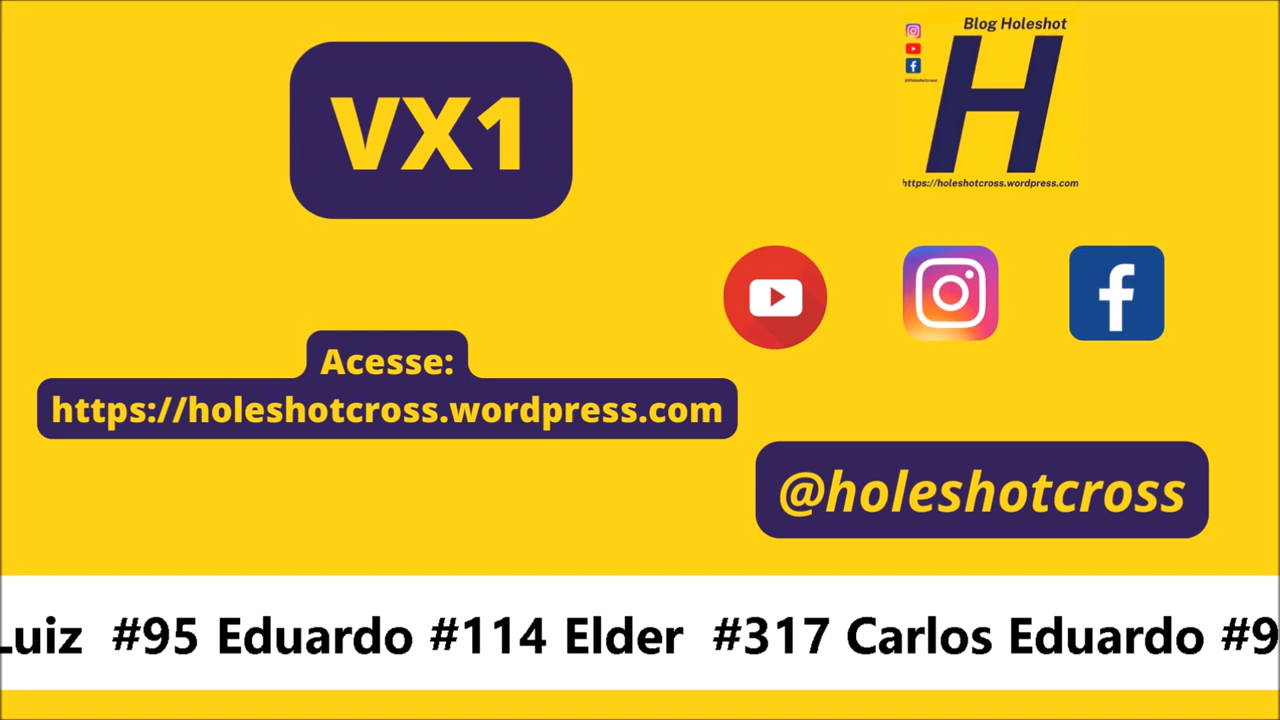 VX1
Blog Holeshot
H
@Holeshotcross
https://holeshotcross.wordpress.com
Acesse:
https://holeshotcross.wordpress.com
@holeshotcross
Luiz #95 Eduardo #114 Elder #317 Carlos Eduardo #9